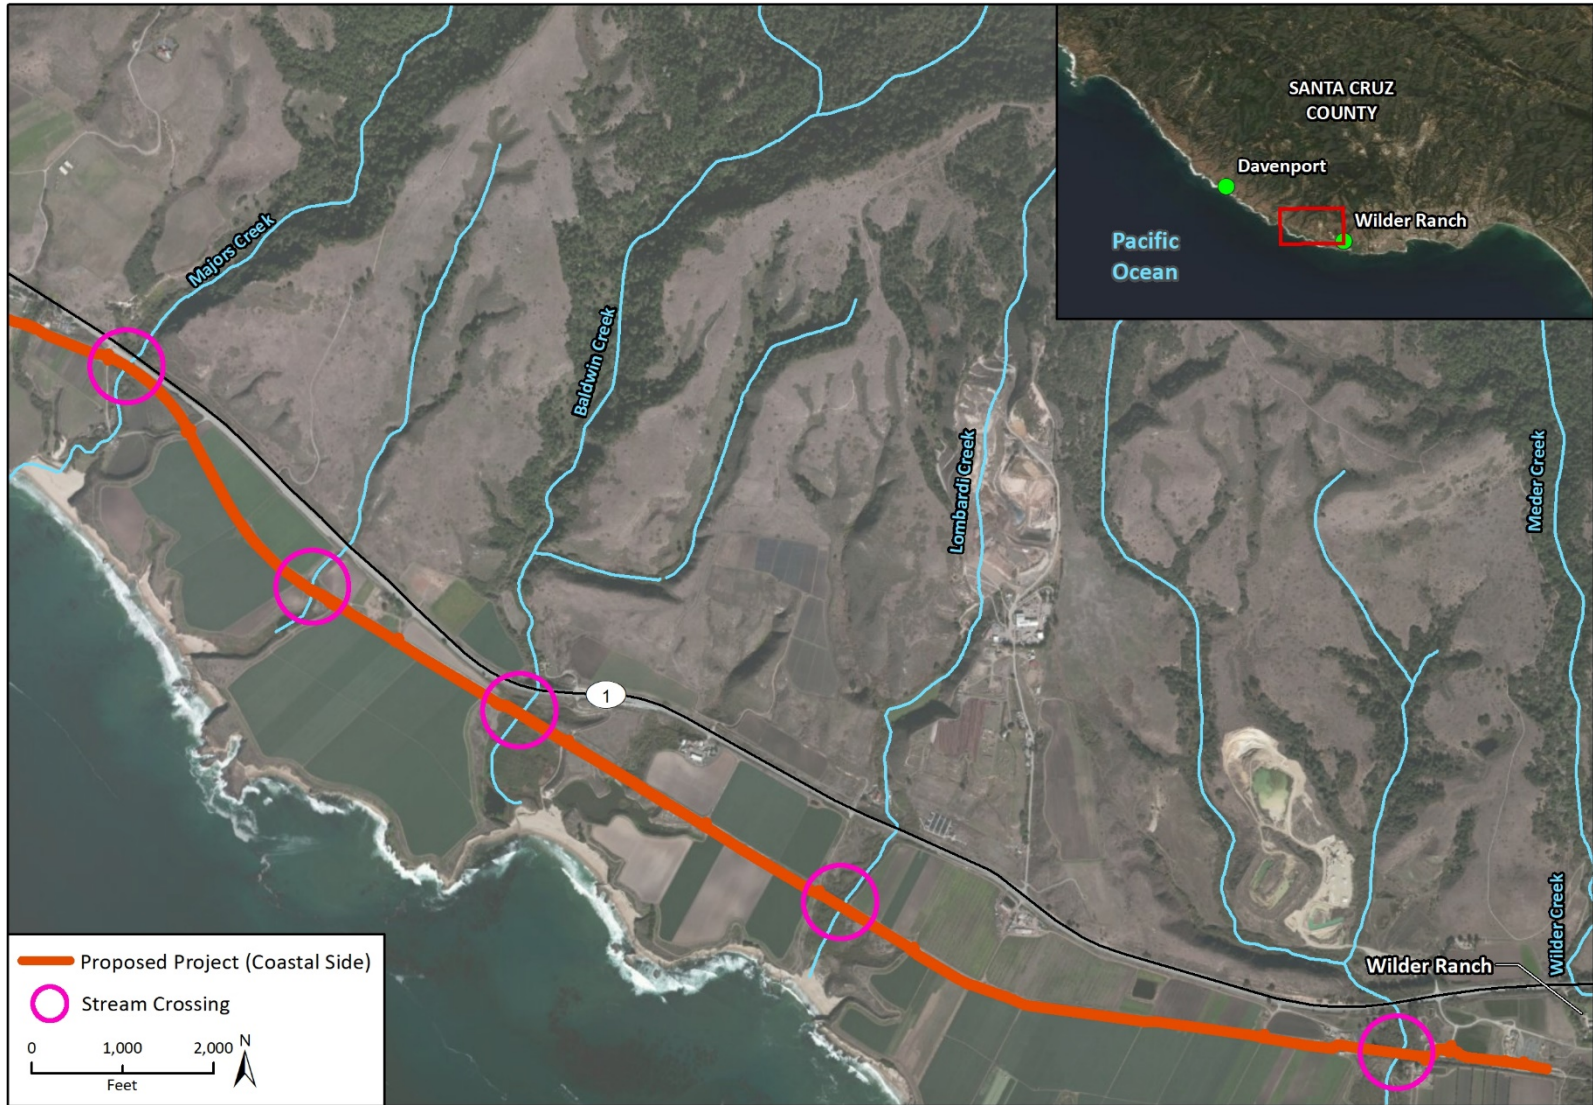 SANTA CRUZ
COUNTY
Davenport
Wilder Ranch
Pacific
Ocean
Majors Creek
Baldwin Creek
Lombardi Creek
Meder Creek
1
Wilder Creek
Wilder Ranch
Proposed Project (Coastal Side)
Stream Crossing
0 1,000 2,000
Feet
N